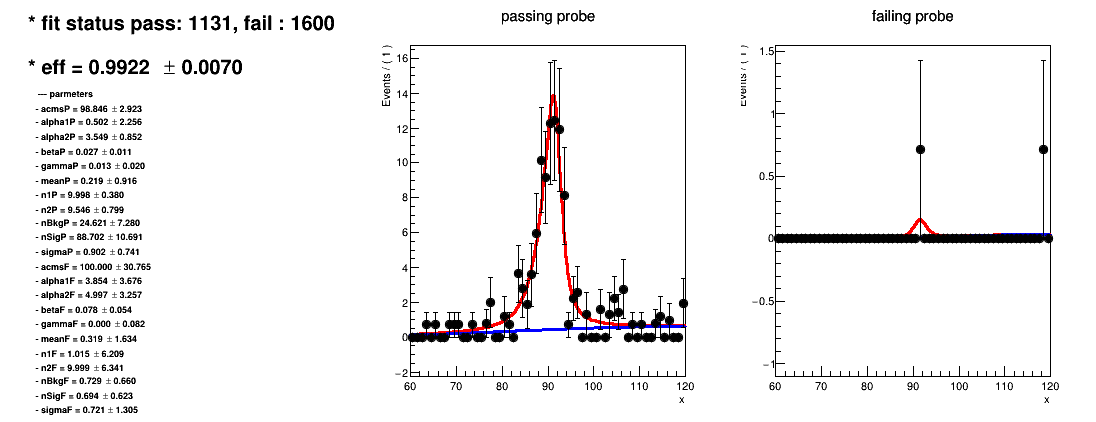 * fit status pass: 1131, fail : 1600
* eff = 0.9922 ± 0.0070
--- parmeters
- acmsP = 98.846 ± 2.923
- alpha1P = 0.502 ± 2.256
- alpha2P = 3.549 ± 0.852
- betaP = 0.027 ± 0.011
- gammaP = 0.013 ± 0.020
- meanP = 0.219 ± 0.916
- n1P = 9.998 ± 0.380
- n2P = 9.546 ± 0.799
- nBkgP = 24.621 ± 7.280
- nSigP = 88.702 ± 10.691
- sigmaP = 0.902 ± 0.741
- acmsF = 100.000 ± 30.765
- alpha1F = 3.854 ± 3.676
- alpha2F = 4.997 ± 3.257
- betaF = 0.078 ± 0.054
- gammaF = 0.000 ± 0.082
- meanF = 0.319 ± 1.634
- n1F = 1.015 ± 6.209
- n2F = 9.999 ± 6.341
- nBkgF = 0.729 ± 0.660
- nSigF = 0.694 ± 0.623
- sigmaF = 0.721 ± 1.305
passing probe
Events / ( 1 )
16
14
12
10
8
6
4
2
0
−2
60 70 80 90 100 110 120
x
failing probe
Events / ( 1 )
1.5
1
0.5
0
−0.5
−1
60 70 80 90 100 110 120
x